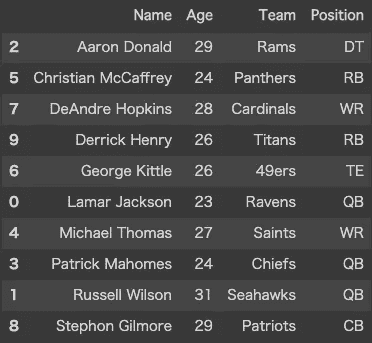 Name Age Team Position
2 Aaron Donald 29 Rams DT
5 Christian McCaffrey 24 Panthers RB
7 DeAndre Hopkins 28 Cardinals WR
9 Derrick Henry 26 Titans RB
6 George Kittle 26 49ers TE
0 Lamar Jackson 23 Ravens QB
4 Michael Thomas 27 Saints WR
3 Patrick Mahomes 24 Chiefs QB
1 Russell Wilson 31 Seahawks QB
8 Stephon Gilmore 29 Patriots CB